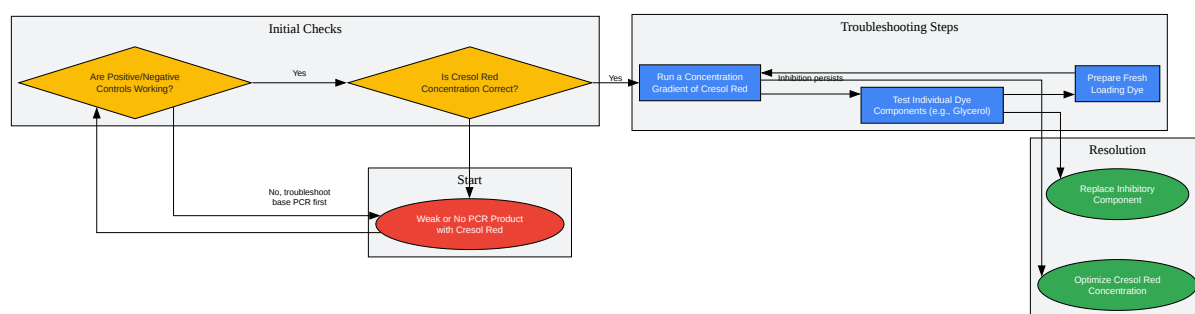 Initial Checks
Are Positive/Negative
Controls Working?
Yes
Is Cresol Red
Concentration Correct?
Yes
Troubleshooting Steps
Run a Concentration
Gradient of Cresol Red
Inhibition persists
Test Individual Dye
Components (e.g., Glycerol)
Prepare Fresh
Loading Dye
No, troubleshoot
base PCR first
Start
Weak or No PCR Product
with Cresol Red
Resolution
Replace Inhibitory
Component
Optimize Cresol Red
Concentration